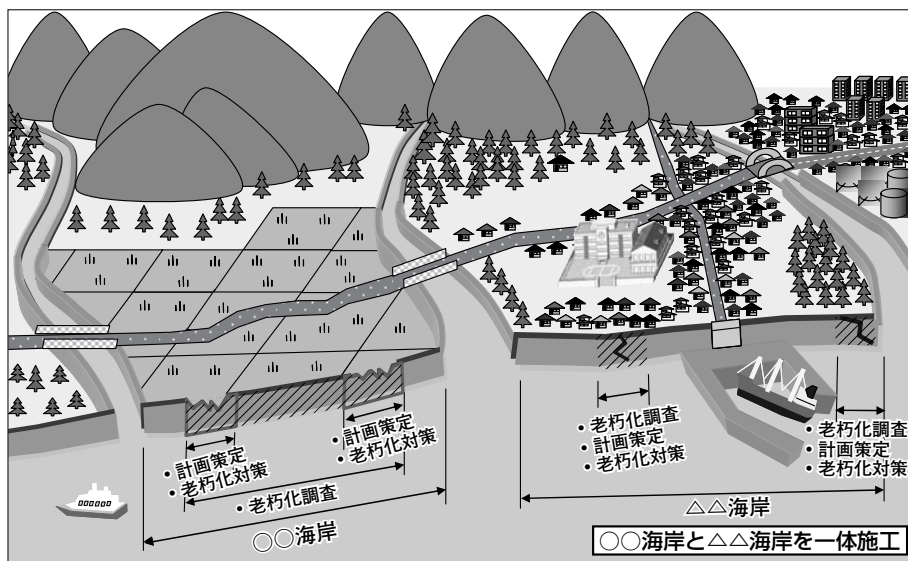 ・計画策定
・老朽化対策
・計画策定
・老朽化対策
・老朽化調査
○○海岸
・老朽化調査
・計画策定
・老朽化対策
・老朽化調査
・計画策定
・老朽化対策
△△海岸
○○海岸と△△海岸を一体施工